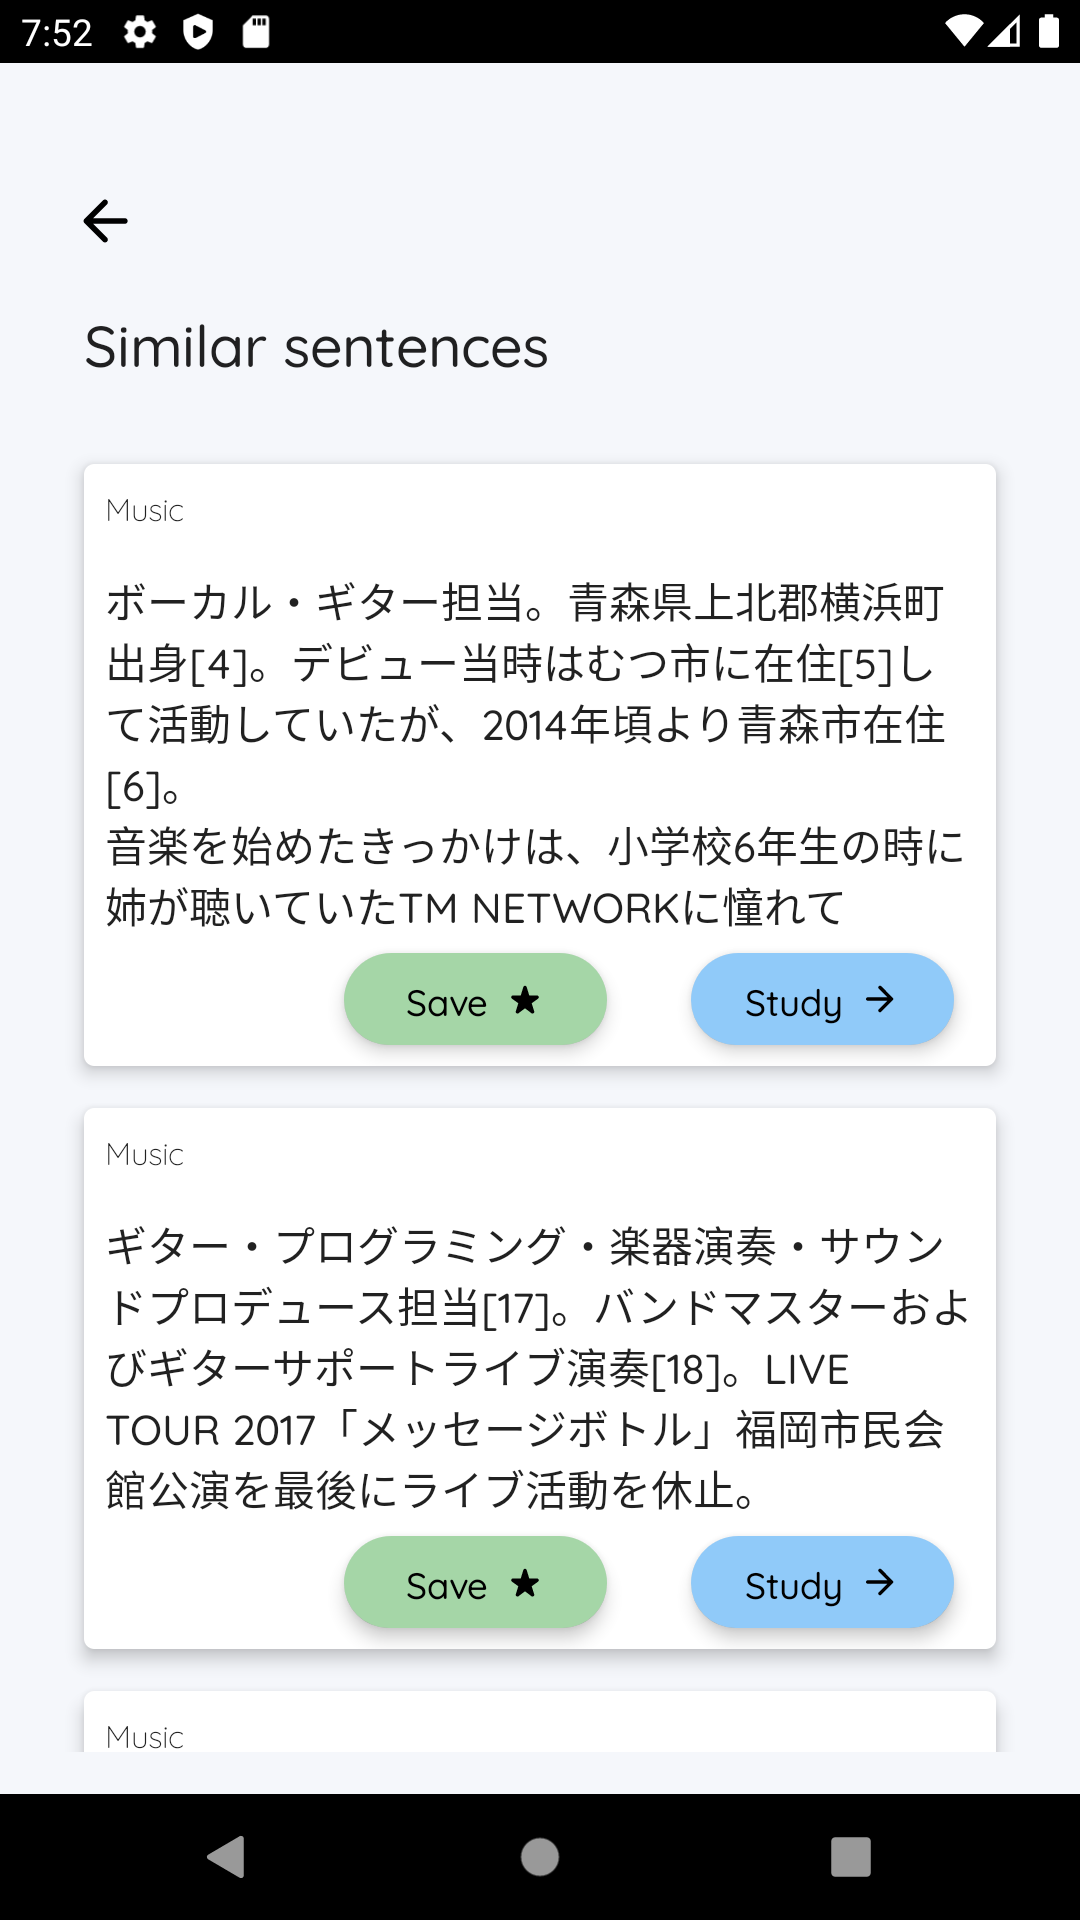 7:52
Similar sentences
Music
ボーカル・ギター担当。青森県上北郡横浜町
出身[4]。デビュー当時はむつ市に在住[5]し
て活動していたが、2014年頃より青森市在住
[6]。
音楽を始めたきっかけは、小学校6年生の時に
姉が聴いていたTM NETWORKに憧れて
Save
Study
Music
ギター・プログラミング・楽器演奏・サウン
ドプロデュース担当[17]。バンドマスターおよ
びギターサポートライブ演奏[18]。LIVE
TOUR 2017「メッセージボトル」福岡市民会
館公演を最後にライブ活動を休止。
Save
Study
Music